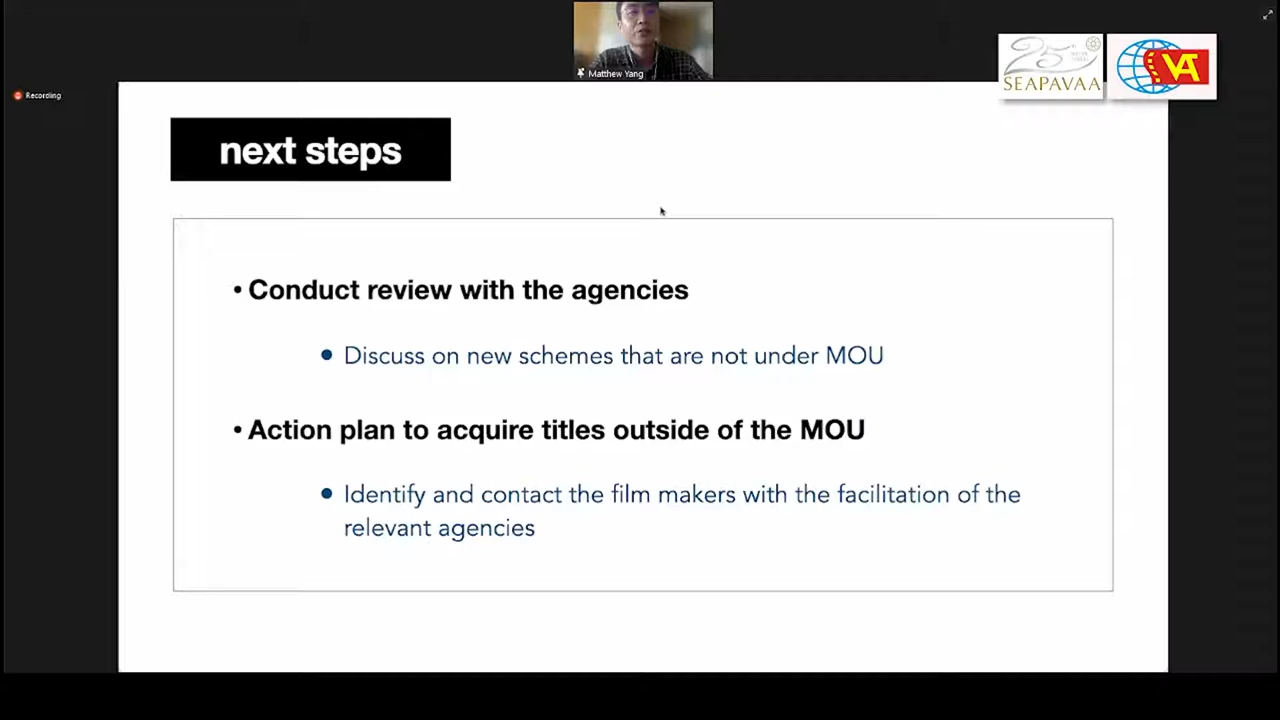 Matthew Yang
25
SEAPAVAA
VAT
Recording
next steps
• Conduct review with the agencies
• Discuss on new schemes that are not under MOU
• Action plan to acquire titles outside of the MOU
• Identify and contact the film makers with the facilitation of the
relevant agencies